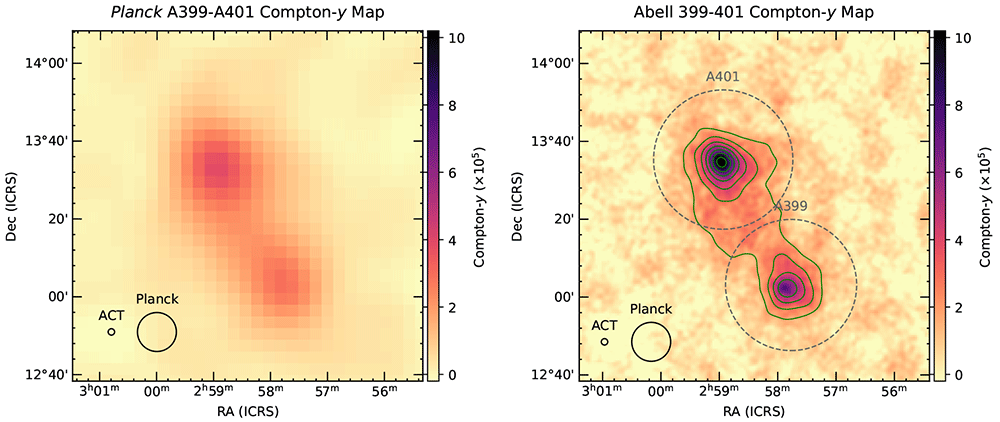 Planck A399-A401 Compton-y Map
14°00'
13°40'
20'
00'
12°40'
Dec (ICRS)
Planck
ACT
3ʰ01ᵐ 00ᵐ 2ʰ59ᵐ 58ᵐ 57ᵐ 56ᵐ
RA (ICRS)
10
8
6
4
2
0
Compton-y (×10⁵)
Abell 399-401 Compton-y Map
14°00'
13°40'
20'
00'
12°40'
Dec (ICRS)
A401
A399
Planck
ACT
3ʰ01ᵐ 00ᵐ 2ʰ59ᵐ 58ᵐ 57ᵐ 56ᵐ
RA (ICRS)
10
8
6
4
2
0
Compton-y (×10⁵)